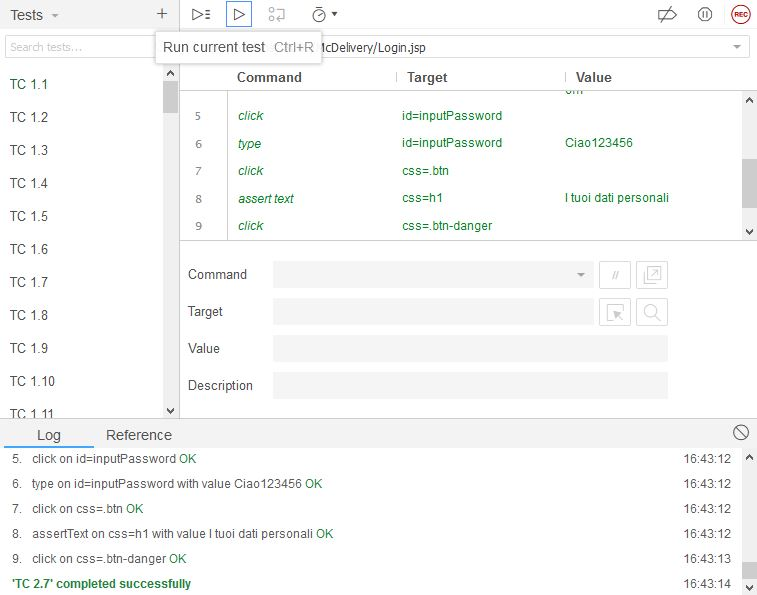 Tests
REC
Run current test Ctrl+R
Search tests...
McDelivery/Login.jsp
Command Target Value
TC 1.1
TC 1.2
TC 1.3
TC 1.4
TC 1.5
TC 1.6
TC 1.7
TC 1.8
TC 1.9
TC 1.10
TC 1.11
5 click id=inputPassword
6 type id=inputPassword Ciao123456
7 click css=.btn
8 assert text css=h1 I tuoi dati personali
9 click css=.btn-danger
Command //
Target
Value
Description
Log Reference
5. click on id=inputPassword OK 16:43:12
6. type on id=inputPassword with value Ciao123456 OK 16:43:12
7. click on css=.btn OK 16:43:12
8. assertText on css=h1 with value I tuoi dati personali OK 16:43:12
9. click on css=.btn-danger OK 16:43:13
'TC 2.7' completed successfully 16:43:14